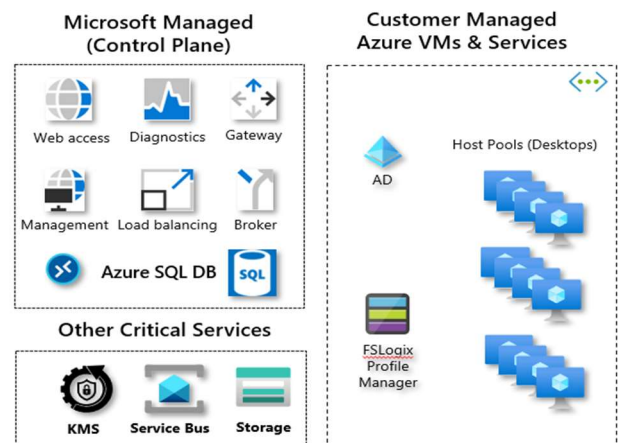 Microsoft Managed
(Control Plane)
Web access
Diagnostics
Gateway
Management
Load balancing
Broker
Azure SQL DB
SQL
Other Critical Services
KMS
Service Bus
Storage
Customer Managed
Azure VMs & Services
AD
Host Pools (Desktops)
FSLogix
Profile
Manager